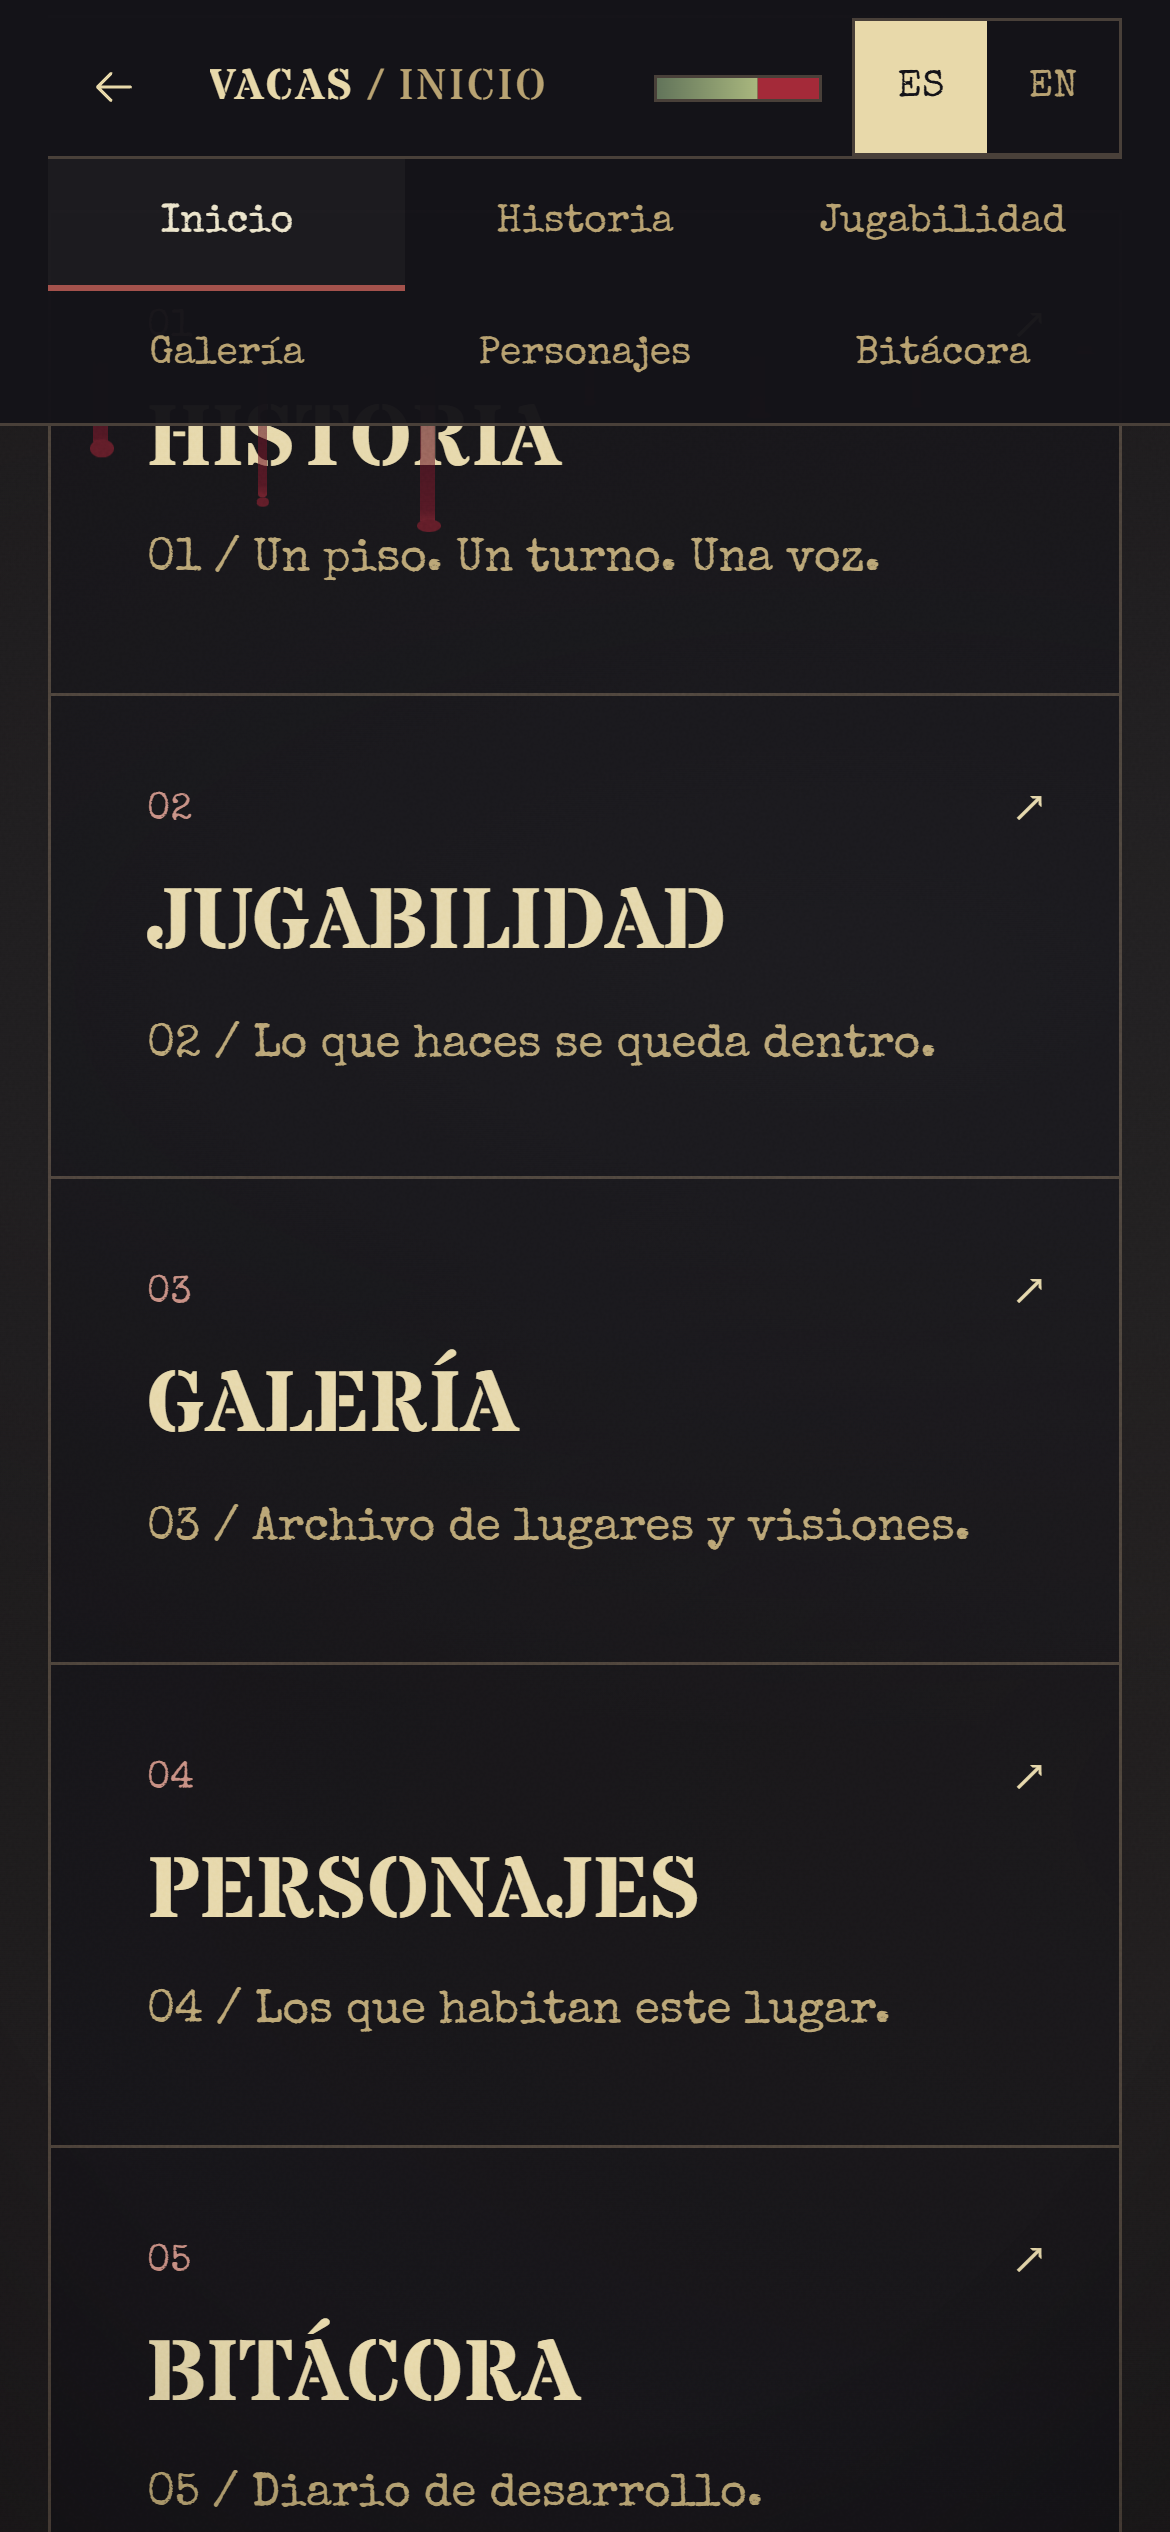 ← VACAS / INICIO ES EN
Inicio Historia Jugabilidad
01 ↗
Galería Personajes Bitácora
HISTORIA
01 / Un piso. Un turno. Una voz.
02 ↗
JUGABILIDAD
02 / Lo que haces se queda dentro.
03 ↗
GALERÍA
03 / Archivo de lugares y visiones.
04 ↗
PERSONAJES
04 / Los que habitan este lugar.
05 ↗
BITÁCORA
05 / Diario de desarrollo.